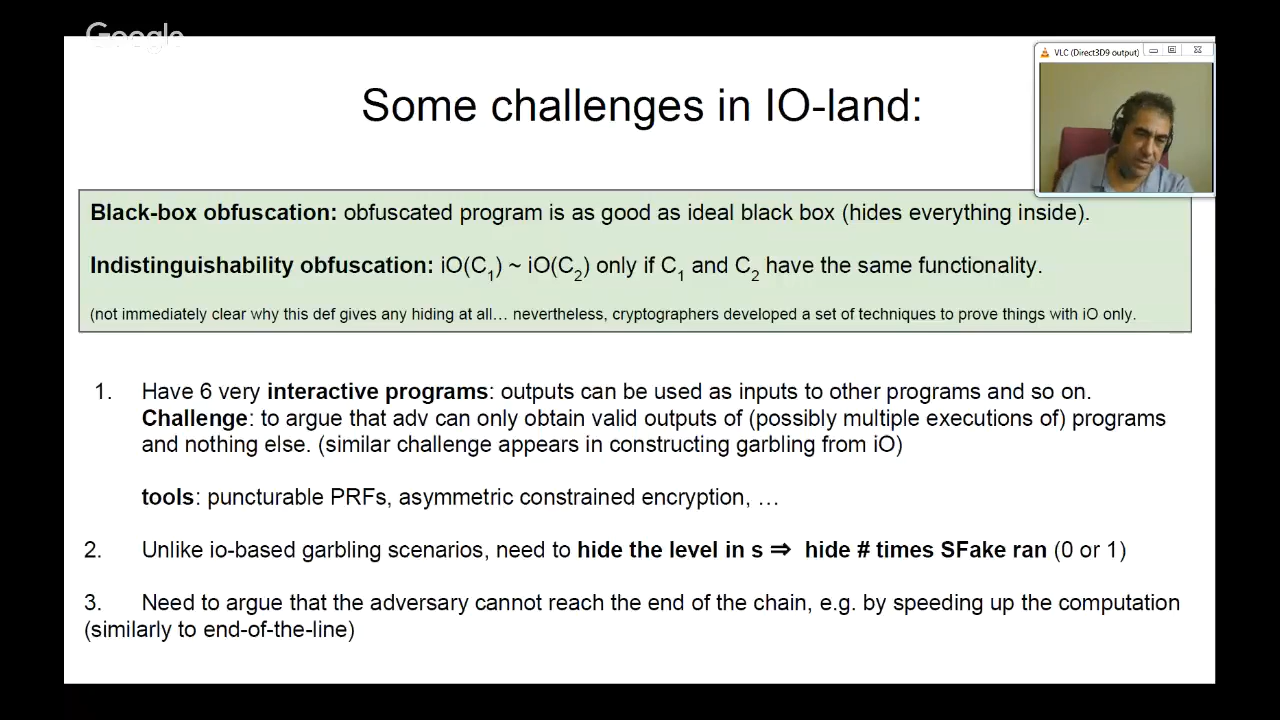 Google
VLC (Direct3D9 output)
Some challenges in IO-land:
Black-box obfuscation: obfuscated program is as good as ideal black box (hides everything inside).
Indistinguishability obfuscation: iO(C1) ~ iO(C2) only if C1 and C2 have the same functionality.
(not immediately clear why this def gives any hiding at all… nevertheless, cryptographers developed a set of techniques to prove things with iO only.
1. Have 6 very interactive programs: outputs can be used as inputs to other programs and so on.
Challenge: to argue that adv can only obtain valid outputs of (possibly multiple executions of) programs
and nothing else. (similar challenge appears in constructing garbling from iO)
tools: puncturable PRFs, asymmetric constrained encryption, …
2. Unlike io-based garbling scenarios, need to hide the level in s ⇒ hide # times SFake ran (0 or 1)
3. Need to argue that the adversary cannot reach the end of the chain, e.g. by speeding up the computation
(similarly to end-of-the-line)